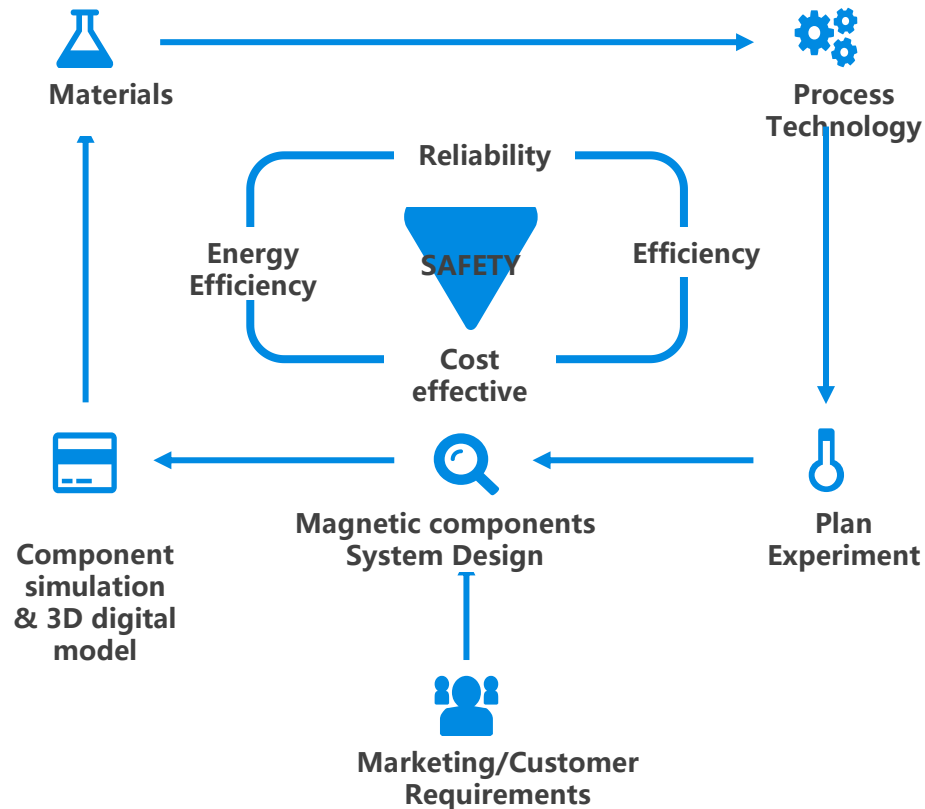 Materials
Process
Technology
Reliability
Energy
Efficiency
SAFETY
Efficiency
Cost
effective
Magnetic components
System Design
Plan
Experiment
Component
simulation
& 3D digital
model
Marketing/Customer
Requirements